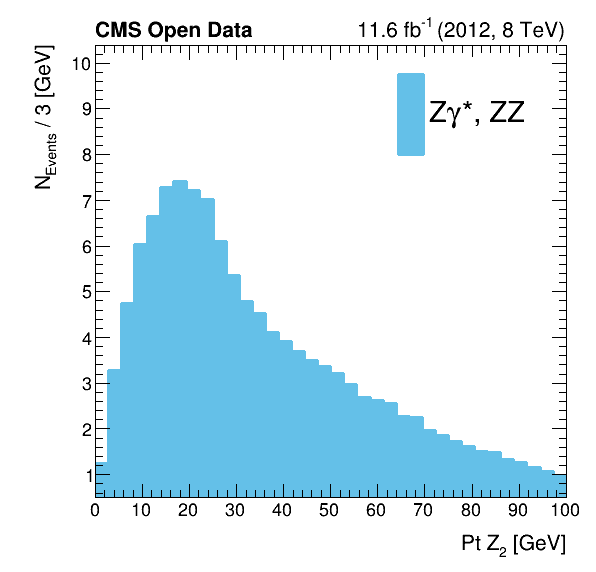 CMS Open Data 11.6 fb⁻¹ (2012, 8 TeV)
N_Events / 3 [GeV]
Zγ*, ZZ
10
9
8
7
6
5
4
3
2
1
0 10 20 30 40 50 60 70 80 90 100
Pt Z₂ [GeV]